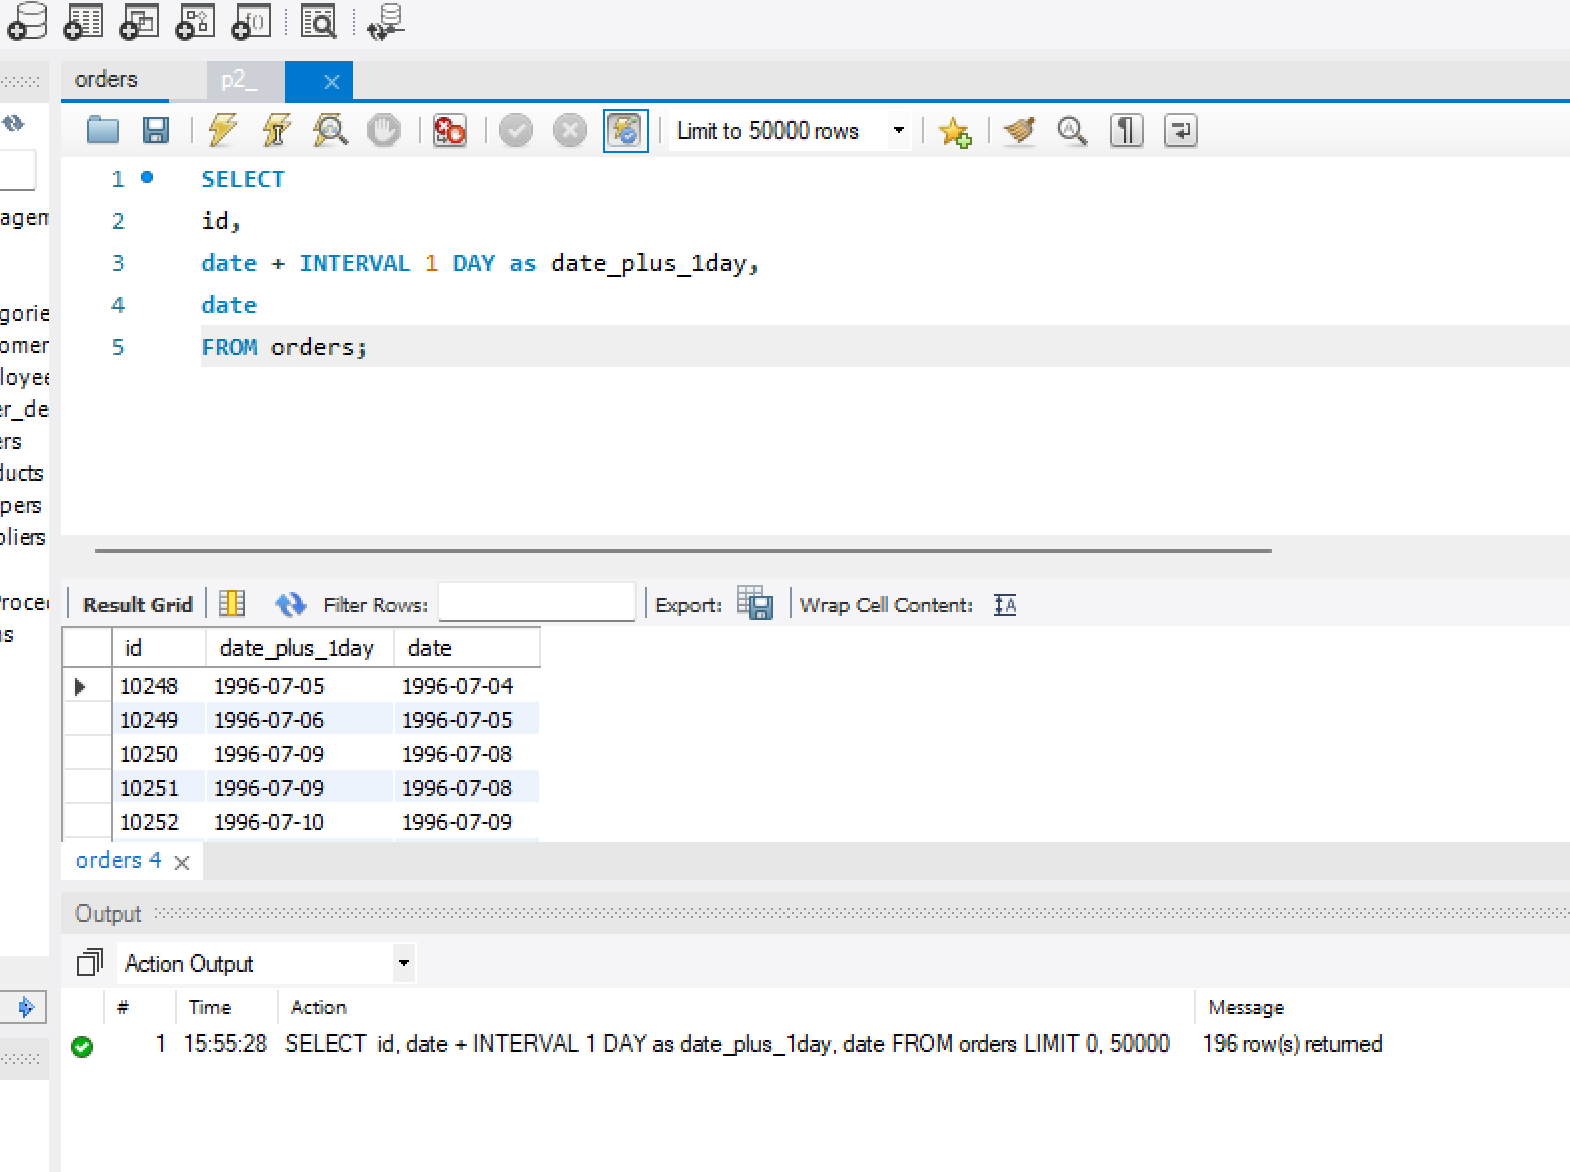 orders
p2_
Limit to 50000 rows
1 SELECT
2 id,
3 date + INTERVAL 1 DAY as date_plus_1day,
4 date
5 FROM orders;
agem
gorie
omer
loyee
er_de
ers
ducts
pers
pliers
Proce
ns
Result Grid Filter Rows: Export: Wrap Cell Content:
id date_plus_1day date
10248 1996-07-05 1996-07-04
10249 1996-07-06 1996-07-05
10250 1996-07-09 1996-07-08
10251 1996-07-09 1996-07-08
10252 1996-07-10 1996-07-09
orders 4
Output
Action Output
# Time Action Message
1 15:55:28 SELECT id, date + INTERVAL 1 DAY as date_plus_1day, date FROM orders LIMIT 0, 50000 196 row(s) returned